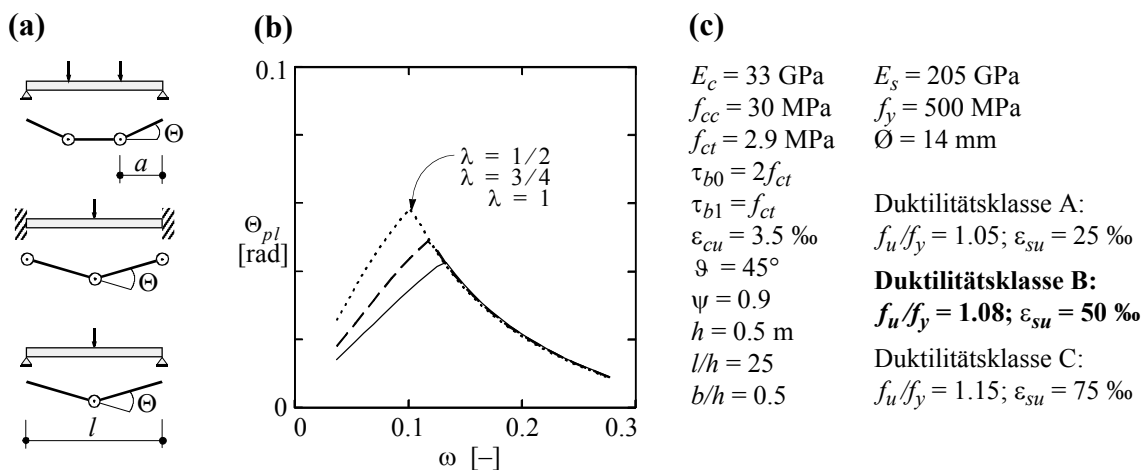 (a)
Θ
a
Θ
Θ
l
(b)
0.1
λ = 1/2
λ = 3/4
λ = 1
Θpl
[rad]
0
0 0.1 0.2 0.3
ω [–]
(c)
Ec = 33 GPa
fcc = 30 MPa
fct = 2.9 MPa
τb0 = 2fct
τb1 = fct
εcu = 3.5 ‰
ϑ = 45°
ψ = 0.9
h = 0.5 m
l/h = 25
b/h = 0.5
Es = 205 GPa
fy = 500 MPa
Ø = 14 mm
Duktilitätsklasse A:
fu/fy = 1.05; εsu = 25 ‰
Duktilitätsklasse B:
fu/fy = 1.08; εsu = 50 ‰
Duktilitätsklasse C:
fu/fy = 1.15; εsu = 75 ‰